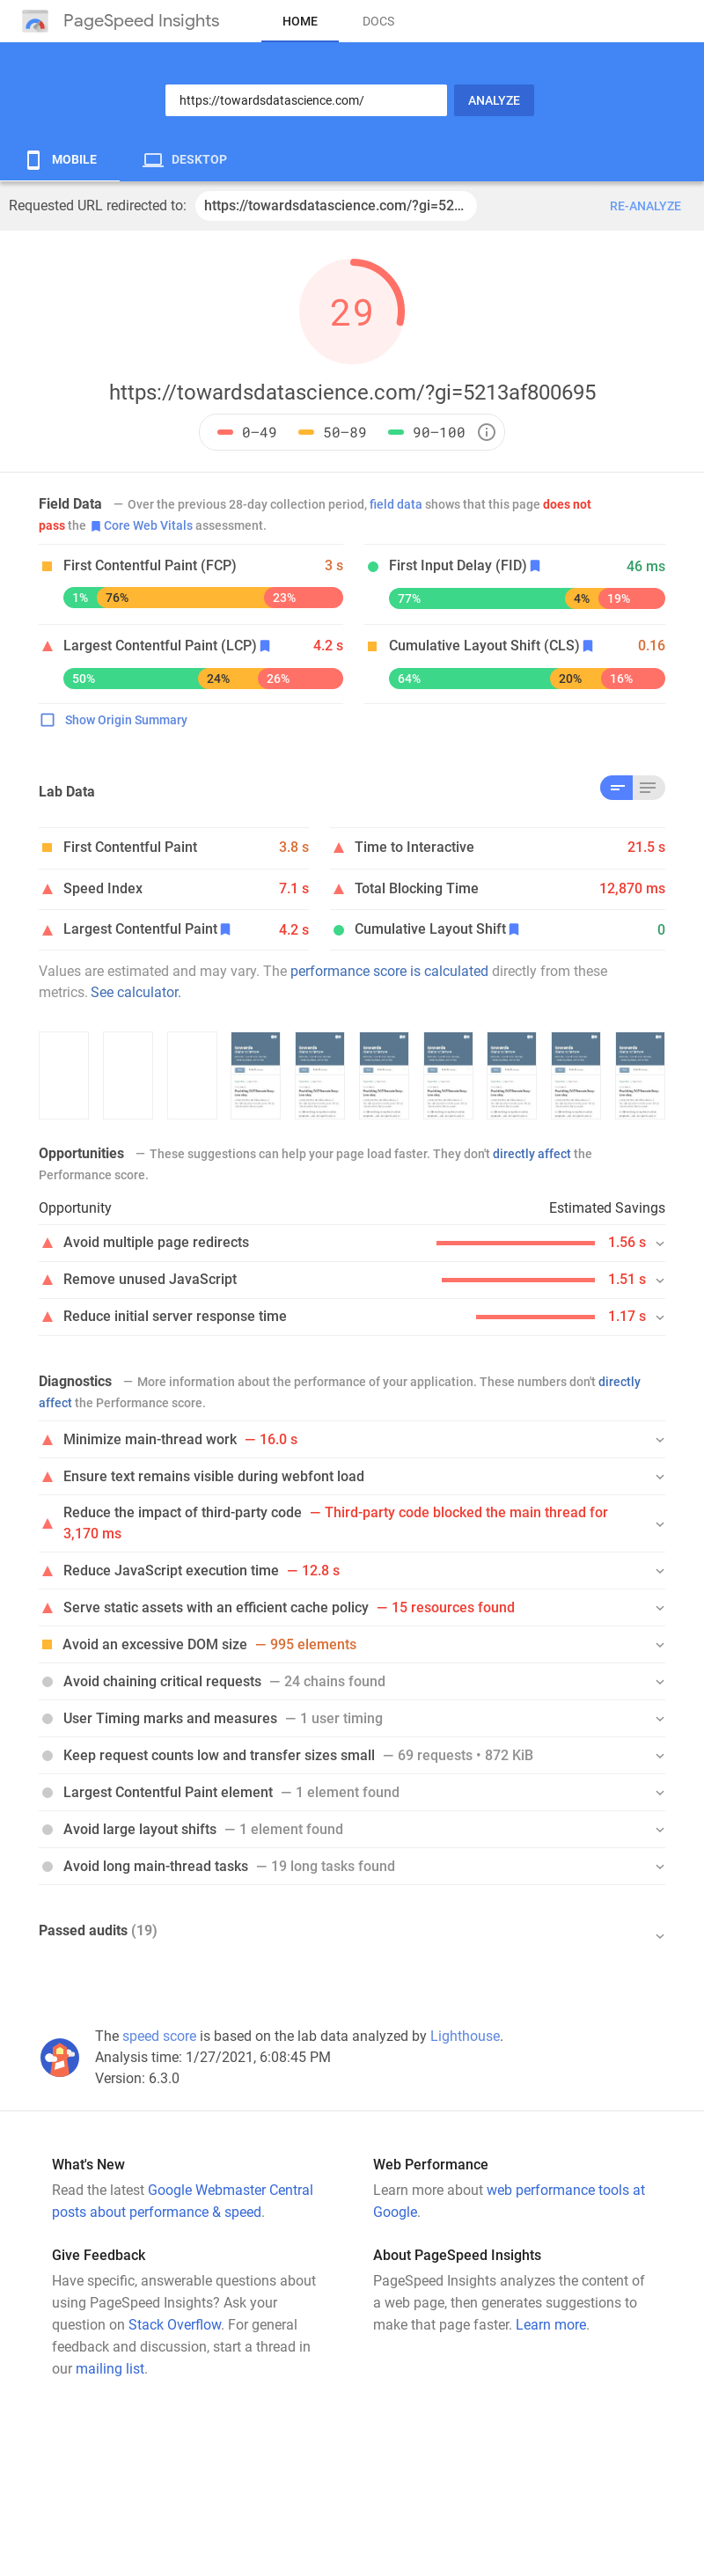 PageSpeed Insights
HOME
DOCS
https://towardsdatascience.com/
ANALYZE
MOBILE
DESKTOP
Requested URL redirected to:
https://towardsdatascience.com/?gi=52...
RE-ANALYZE
29
https://towardsdatascience.com/?gi=5213af800695
0–49
50–89
90–100
Field Data — Over the previous 28-day collection period, field data shows that this page does not
pass the Core Web Vitals assessment.
First Contentful Paint (FCP) 3 s
1% 76% 23%
First Input Delay (FID) 46 ms
77% 4% 19%
Largest Contentful Paint (LCP) 4.2 s
50% 24% 26%
Cumulative Layout Shift (CLS) 0.16
64% 20% 16%
Show Origin Summary
Lab Data
First Contentful Paint 3.8 s
Time to Interactive 21.5 s
Speed Index 7.1 s
Total Blocking Time 12,870 ms
Largest Contentful Paint 4.2 s
Cumulative Layout Shift 0
Values are estimated and may vary. The performance score is calculated directly from these
metrics. See calculator.
Opportunities — These suggestions can help your page load faster. They don't directly affect the
Performance score.
Opportunity Estimated Savings
Avoid multiple page redirects 1.56 s
Remove unused JavaScript 1.51 s
Reduce initial server response time 1.17 s
Diagnostics — More information about the performance of your application. These numbers don't directly
affect the Performance score.
Minimize main-thread work — 16.0 s
Ensure text remains visible during webfont load
Reduce the impact of third-party code — Third-party code blocked the main thread for
3,170 ms
Reduce JavaScript execution time — 12.8 s
Serve static assets with an efficient cache policy — 15 resources found
Avoid an excessive DOM size — 995 elements
Avoid chaining critical requests — 24 chains found
User Timing marks and measures — 1 user timing
Keep request counts low and transfer sizes small — 69 requests • 872 KiB
Largest Contentful Paint element — 1 element found
Avoid large layout shifts — 1 element found
Avoid long main-thread tasks — 19 long tasks found
Passed audits (19)
The speed score is based on the lab data analyzed by Lighthouse.
Analysis time: 1/27/2021, 6:08:45 PM
Version: 6.3.0
What's New
Read the latest Google Webmaster Central
posts about performance & speed.
Web Performance
Learn more about web performance tools at
Google.
Give Feedback
Have specific, answerable questions about
using PageSpeed Insights? Ask your
question on Stack Overflow. For general
feedback and discussion, start a thread in
our mailing list.
About PageSpeed Insights
PageSpeed Insights analyzes the content of
a web page, then generates suggestions to
make that page faster. Learn more.